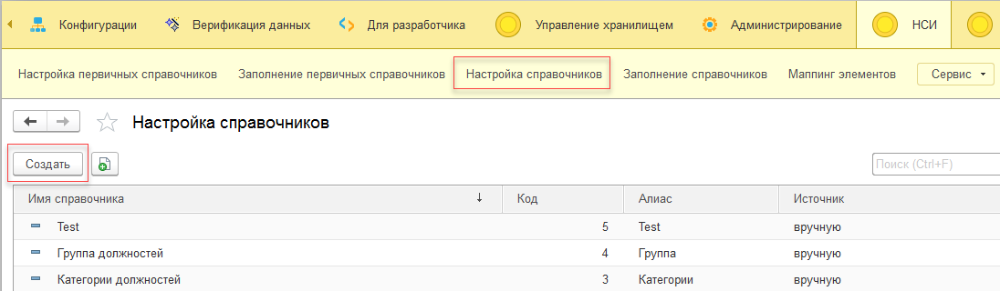 Конфигурации Верификация данных Для разработчика Управление хранилищем Администрирование НСИ
Настройка первичных справочников Заполнение первичных справочников Настройка справочников Заполнение справочников Маппинг элементов Сервис
Настройка справочников
Создать Поиск (Ctrl+F)
Имя справочника ↓ Код Алиас Источник
Test 5 Test вручную
Группа должностей 4 Группа вручную
Категории должностей 3 Категории вручную